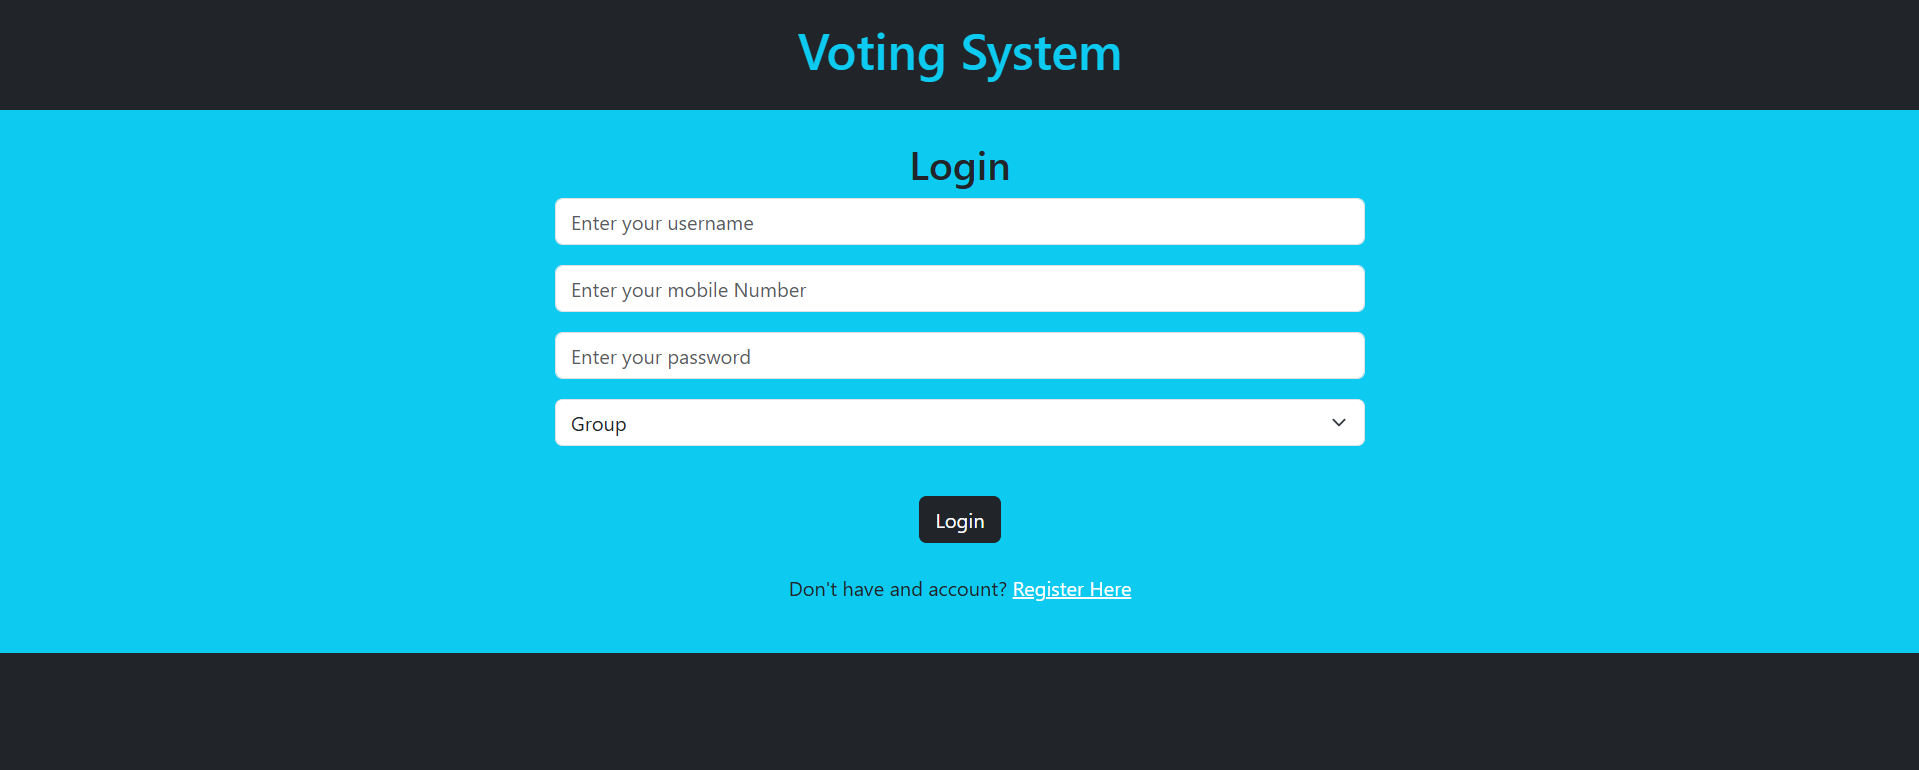 Voting System
Login
Enter your username
Enter your mobile Number
Enter your password
Group
Login
Don't have and account? Register Here